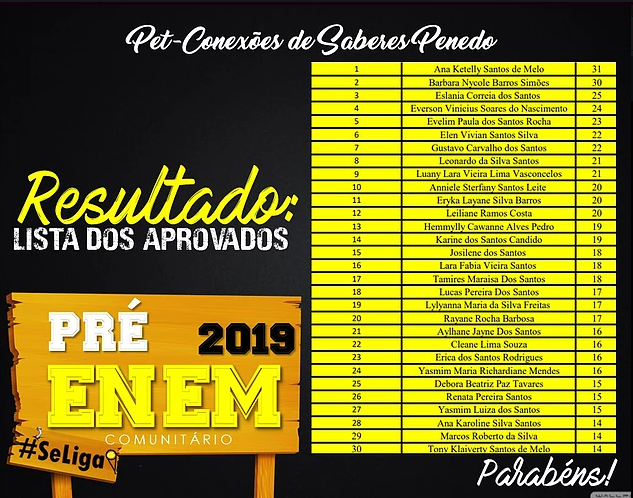 Pet-Conexões de Saberes Penedo
Resultado:
LISTA DOS APROVADOS
PRÉ 2019
ENEM
COMUNITÁRIO
#SeLiga
1 Ana Ketelly Santos de Melo 31
2 Barbara Nycole Barros Simões 30
3 Eslania Correia dos Santos 25
4 Everson Vinicius Soares do Nascimento 24
5 Evelim Paula dos Santos Rocha 23
6 Elen Vivian Santos Silva 22
7 Gustavo Carvalho dos Santos 22
8 Leonardo da Silva Santos 21
9 Luany Lara Vieira Lima Vasconcelos 21
10 Anniele Sterfany Santos Leite 20
11 Eryka Layane Silva Barros 20
12 Leiliane Ramos Costa 20
13 Hemmylly Cawanne Alves Pedro 19
14 Karine dos Santos Candido 19
15 Josilene dos Santos 18
16 Lara Fabia Vieira Santos 18
17 Tamires Maraisa Dos Santos 18
18 Lucas Pereira Dos Santos 17
19 Lylyanna Maria da Silva Freitas 17
20 Rayane Rocha Barbosa 17
21 Aylhane Jayne Dos Santos 16
22 Cleane Lima Souza 16
23 Erica dos Santos Rodrigues 16
24 Yasmim Maria Richardiane Mendes 16
25 Debora Beatriz Paz Tavares 15
26 Renata Pereira Santos 15
27 Yasmim Luiza dos Santos 15
28 Ana Karoline Silva Santos 14
29 Marcos Roberto da Silva 14
30 Tony Klaiverty Santos de Melo 14
Parabéns!